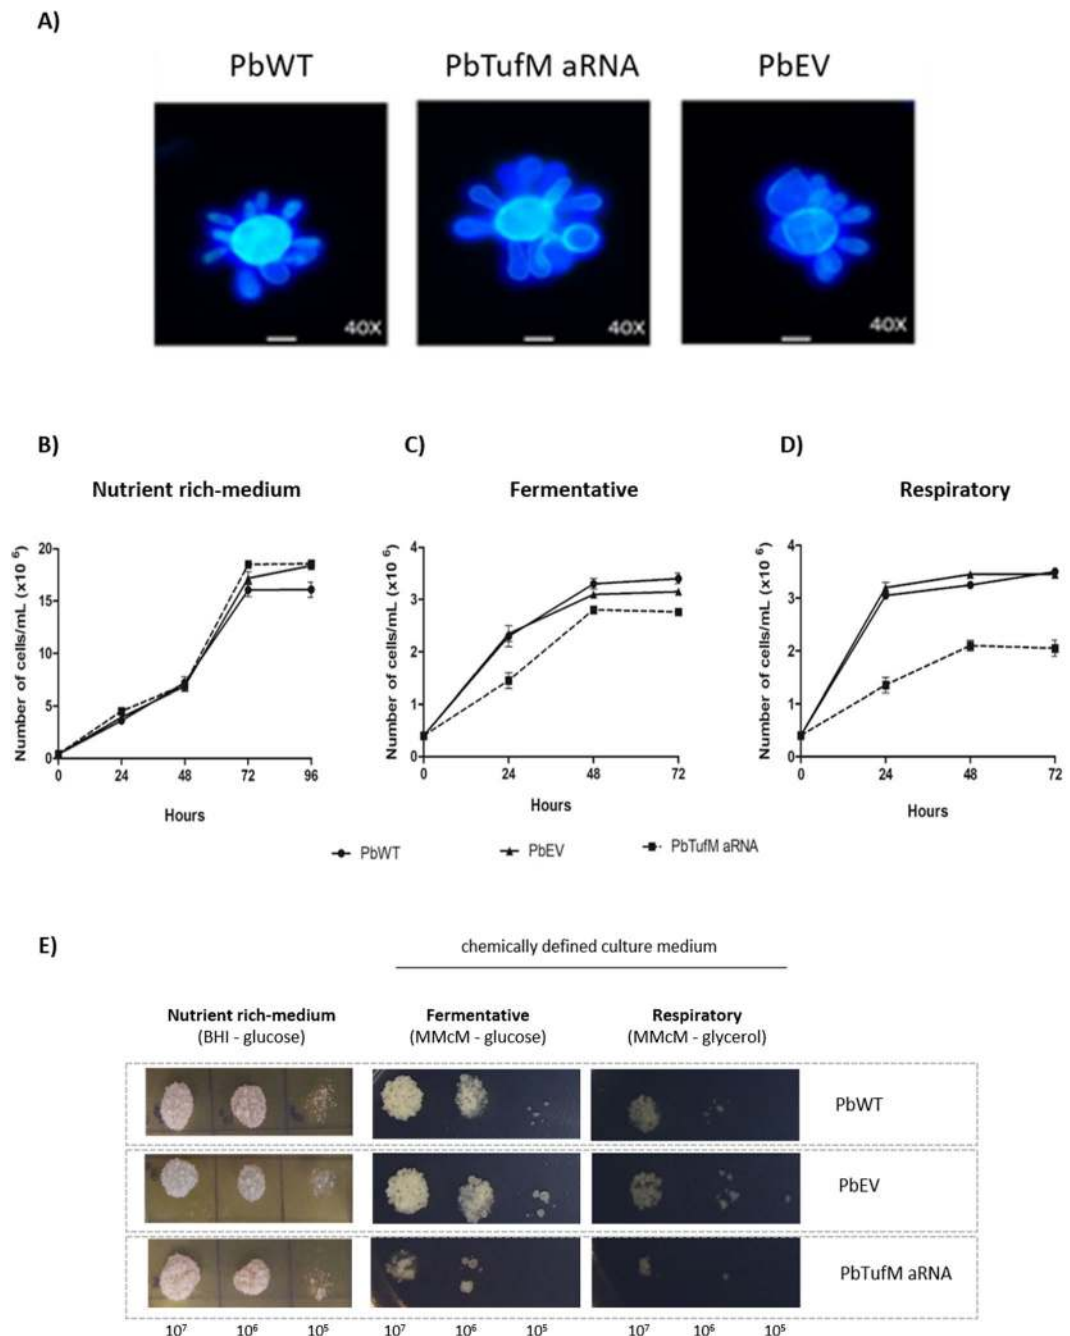 A)
PbWT PbTufM aRNA PbEV
40X 40X 40X
B) C) D)
Nutrient rich-medium Fermentative Respiratory
Number of cells/mL (x10 6)
20
15
10
5
0
0 24 48 72 96
Hours
Number of cells/mL (x10 6)
4
3
2
1
0
0 24 48 72
Hours
Number of cells/mL (x10 6)
4
3
2
1
0
0 24 48 72
Hours
PbWT PbEV PbTufM aRNA
E)
chemically defined culture medium
Nutrient rich-medium Fermentative Respiratory
(BHI - glucose) (MMcM - glucose) (MMcM - glycerol)
PbWT
PbEV
PbTufM aRNA
10⁷ 10⁶ 10⁵ 10⁷ 10⁶ 10⁵ 10⁷ 10⁶ 10⁵